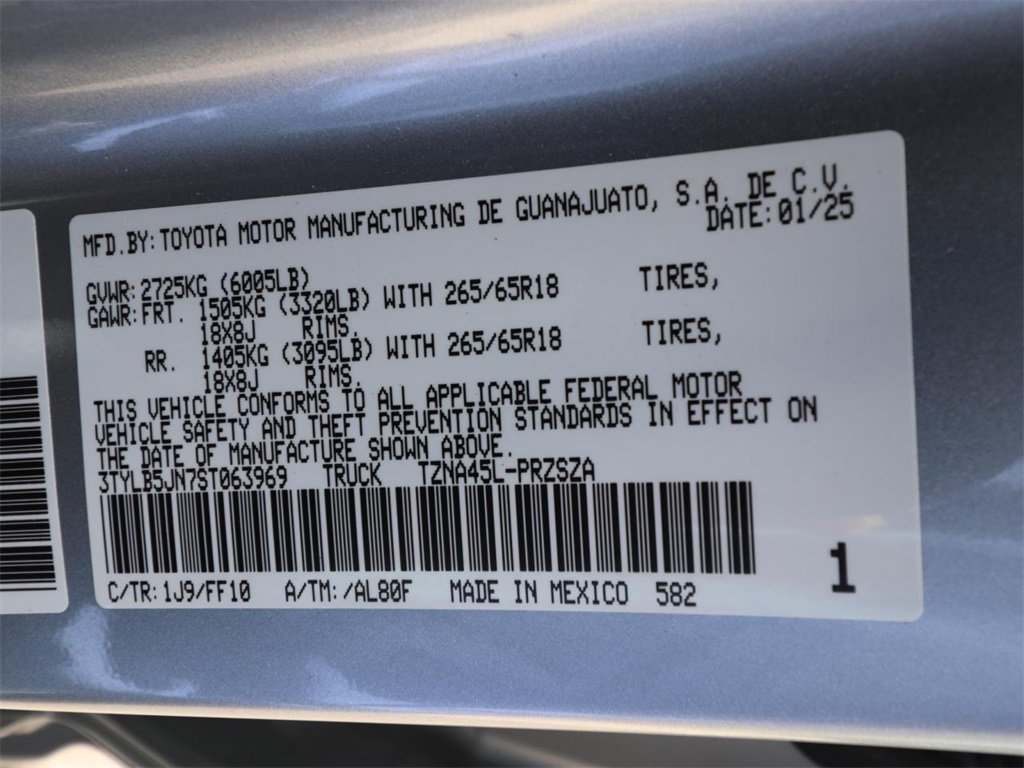 MFD.BY:TOYOTA MOTOR MANUFACTURING DE GUANAJUATO, S.A. DE C.V.
DATE:01/25
GVWR:2725KG (6005LB)
GAWR:FRT. 1505KG (3320LB) WITH 265/65R18 TIRES,
18X8J RIMS.
RR. 1405KG (3095LB) WITH 265/65R18 TIRES,
18X8J RIMS.
THIS VEHICLE CONFORMS TO ALL APPLICABLE FEDERAL MOTOR
VEHICLE SAFETY AND THEFT PREVENTION STANDARDS IN EFFECT ON
THE DATE OF MANUFACTURE SHOWN ABOVE.
3TYLB5JN7ST063969 TRUCK TZNA45L-PRZSZA
C/TR:1J9/FF10 A/TM:/AL80F MADE IN MEXICO 582
1